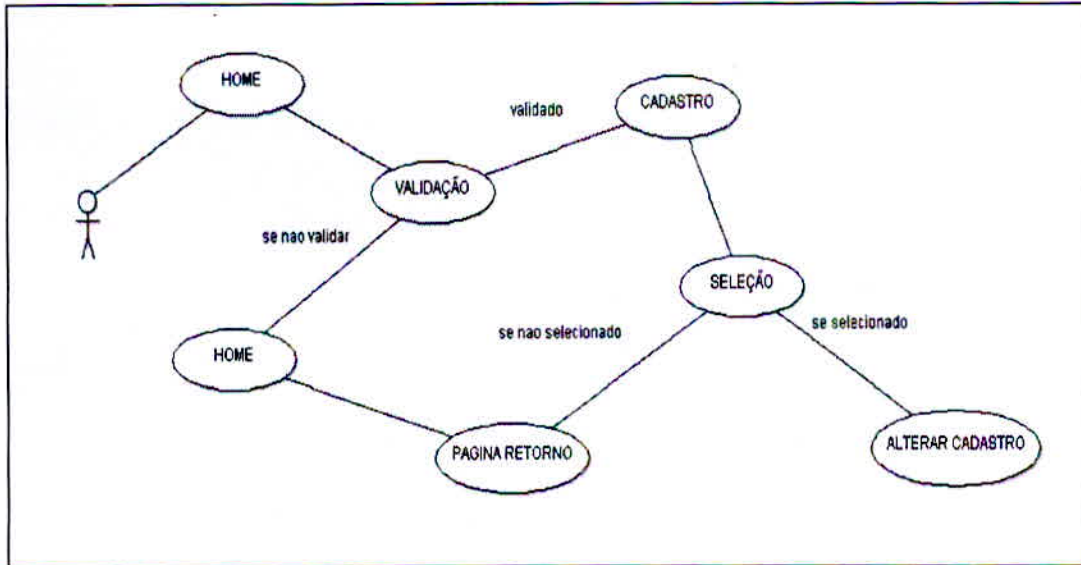 HOME
CADASTRO
validado
VALIDAÇÃO
se nao validar
SELEÇÃO
se nao selecionado
se selecionado
HOME
PAGINA RETORNO
ALTERAR CADASTRO